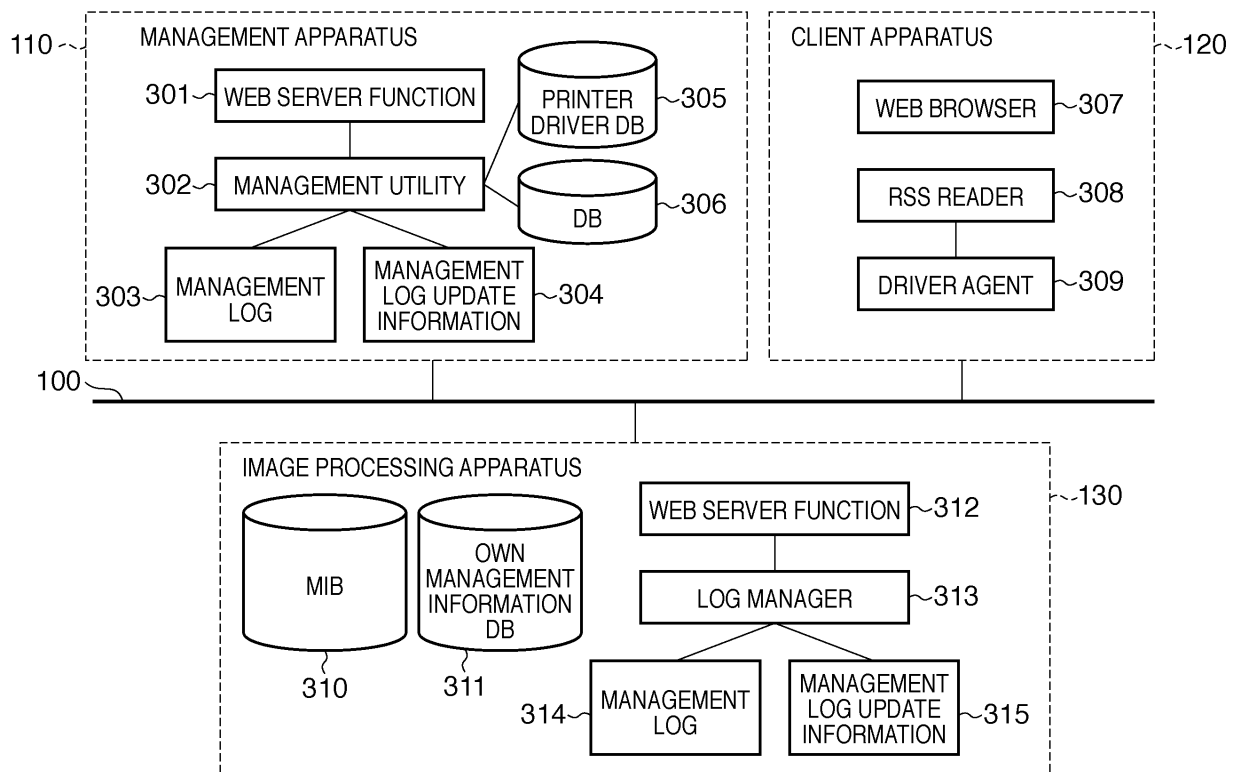 110
MANAGEMENT APPARATUS
301
WEB SERVER FUNCTION
302
MANAGEMENT UTILITY
PRINTER
DRIVER DB
305
DB
306
303
MANAGEMENT
LOG
MANAGEMENT
LOG UPDATE
INFORMATION
304
CLIENT APPARATUS
120
WEB BROWSER
307
RSS READER
308
DRIVER AGENT
309
100
IMAGE PROCESSING APPARATUS
130
MIB
310
OWN
MANAGEMENT
INFORMATION
DB
311
WEB SERVER FUNCTION
312
LOG MANAGER
313
314
MANAGEMENT
LOG
MANAGEMENT
LOG UPDATE
INFORMATION
315